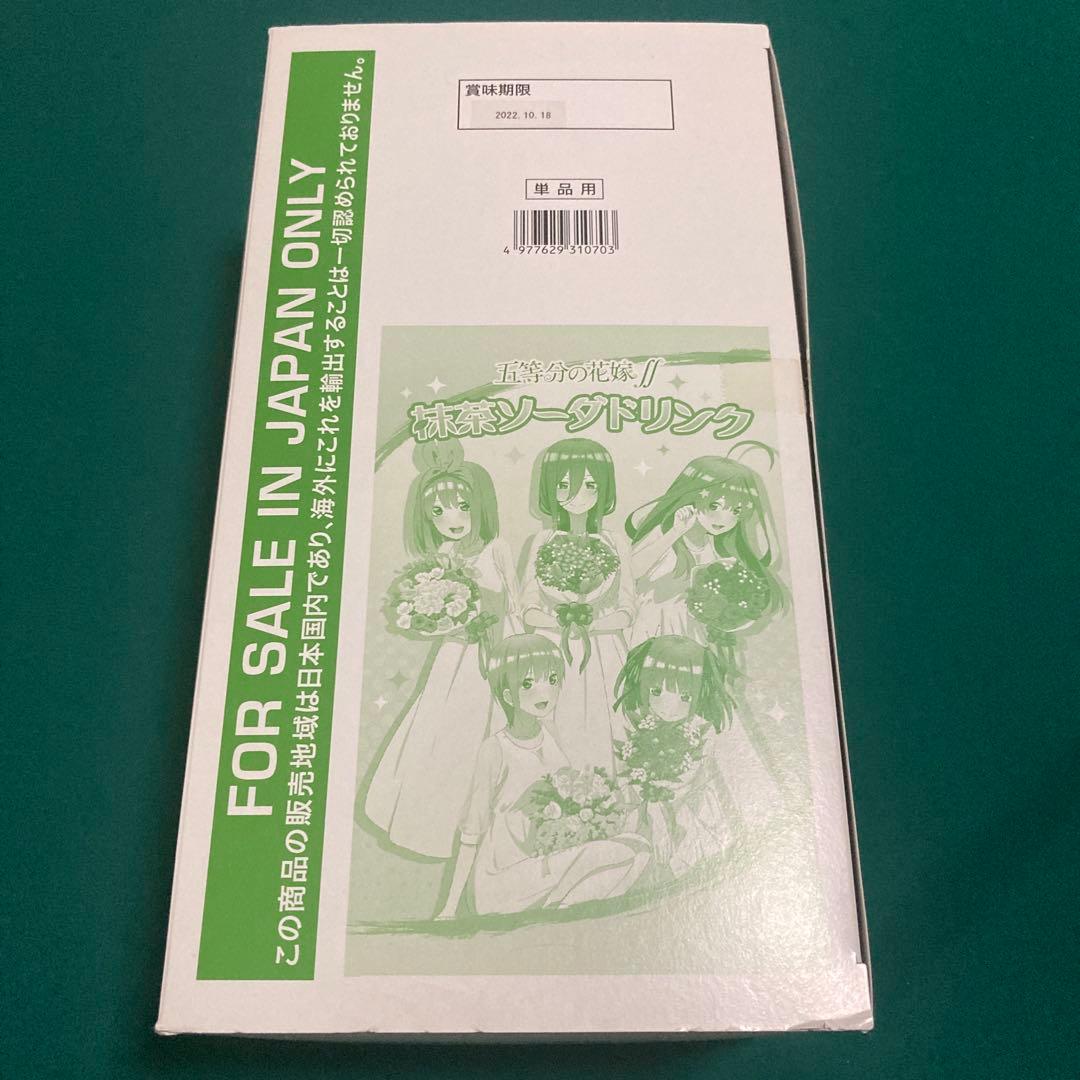 FOR SALE IN JAPAN ONLY
この商品の販売地域は日本国内であり、海外にこれを輸出することは一切認められておりません。
賞味期限
2022.10.18
単品用
4 977629 310703
五等分の花嫁∬
抹茶ソーダドリンク